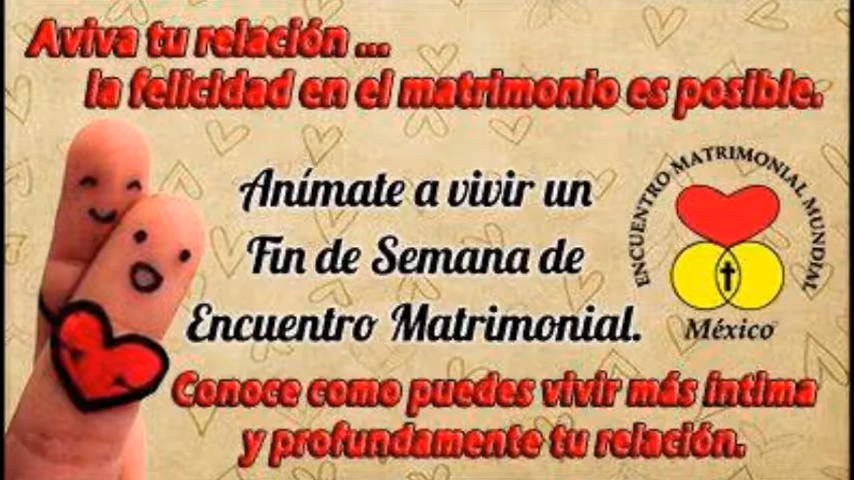 Aviva tu relación ...
la felicidad en el matrimonio es posible.
Anímate a vivir un
Fin de Semana de
Encuentro Matrimonial.
ENCUENTRO MATRIMONIAL MUNDIAL
México
Conoce como puedes vivir más íntima
y profundamente tu relación.